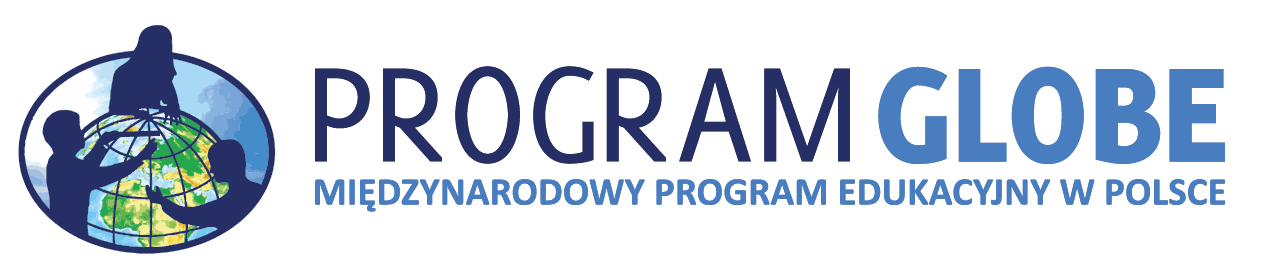 PROGRAM GLOBE
MIĘDZYNARODOWY PROGRAM EDUKACYJNY W POLSCE